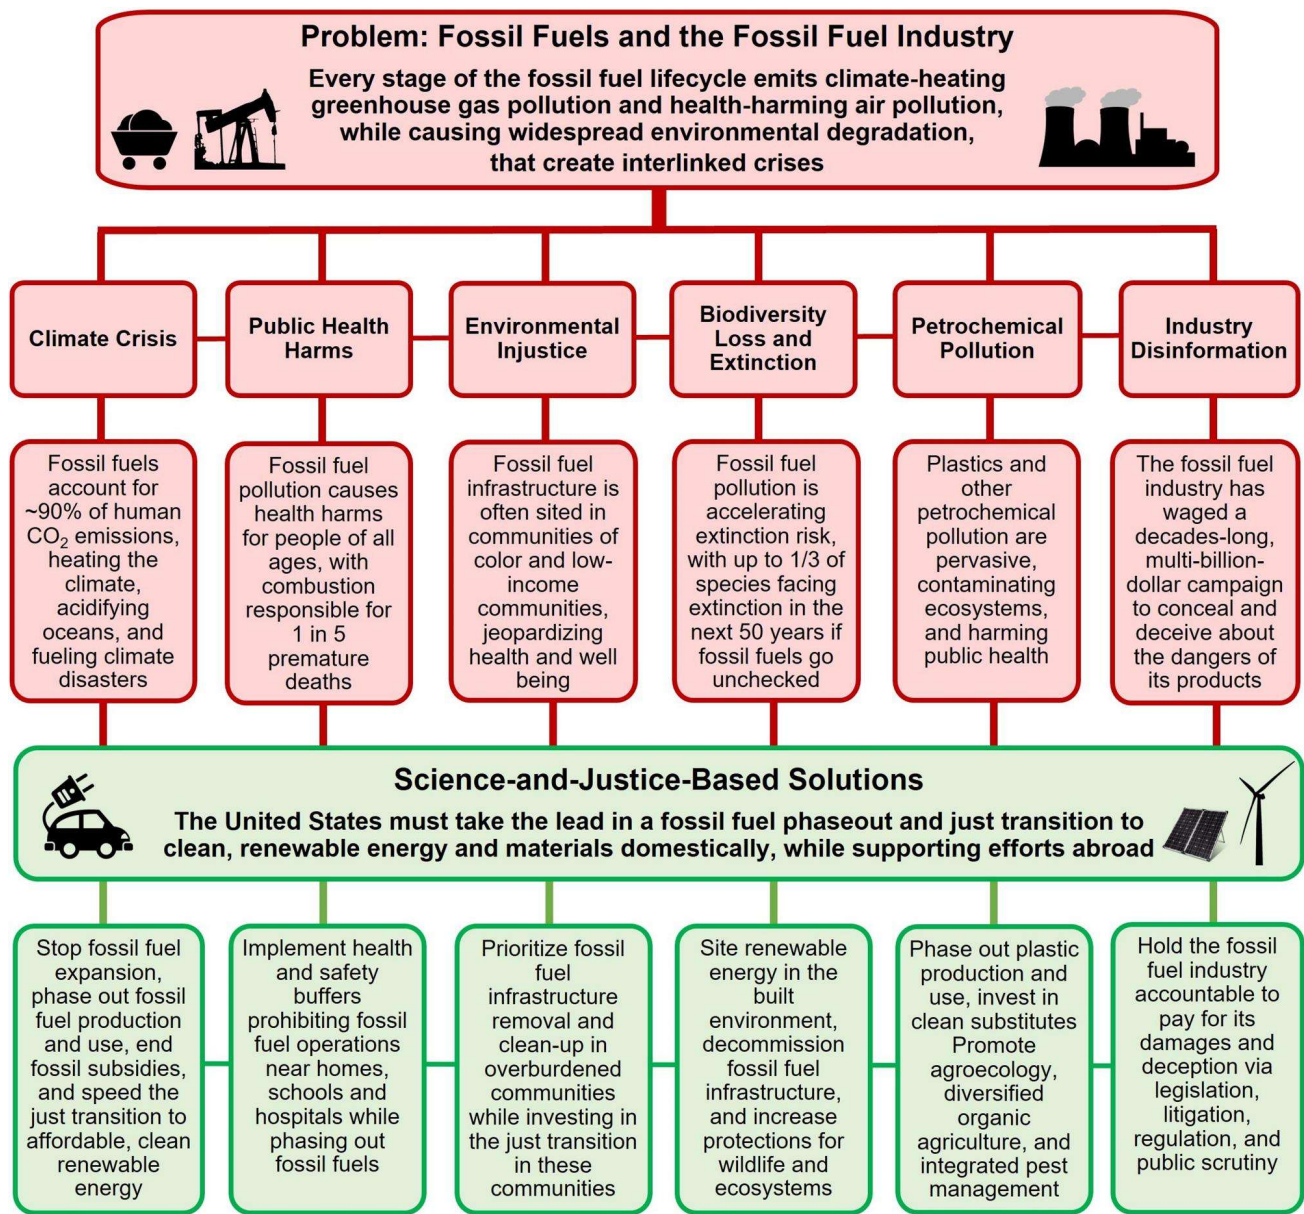 Problem: Fossil Fuels and the Fossil Fuel Industry
Every stage of the fossil fuel lifecycle emits climate-heating
greenhouse gas pollution and health-harming air pollution,
while causing widespread environmental degradation,
that create interlinked crises
Climate Crisis
Public Health
Harms
Environmental
Injustice
Biodiversity
Loss and
Extinction
Petrochemical
Pollution
Industry
Disinformation
Fossil fuels
account for
~90% of human
CO₂ emissions,
heating the
climate,
acidifying
oceans, and
fueling climate
disasters
Fossil fuel
pollution causes
health harms
for people of all
ages, with
combustion
responsible for
1 in 5
premature
deaths
Fossil fuel
infrastructure is
often sited in
communities of
color and low-
income
communities,
jeopardizing
health and well
being
Fossil fuel
pollution is
accelerating
extinction risk,
with up to 1/3 of
species facing
extinction in the
next 50 years if
fossil fuels go
unchecked
Plastics and
other
petrochemical
pollution are
pervasive,
contaminating
ecosystems,
and harming
public health
The fossil fuel
industry has
waged a
decades-long,
multi-billion-
dollar campaign
to conceal and
deceive about
the dangers of
its products
Science-and-Justice-Based Solutions
The United States must take the lead in a fossil fuel phaseout and just transition to
clean, renewable energy and materials domestically, while supporting efforts abroad
Stop fossil fuel
expansion,
phase out fossil
fuel production
and use, end
fossil subsidies,
and speed the
just transition to
affordable, clean
renewable
energy
Implement health
and safety
buffers
prohibiting fossil
fuel operations
near homes,
schools and
hospitals while
phasing out
fossil fuels
Prioritize fossil
fuel
infrastructure
removal and
clean-up in
overburdened
communities
while investing in
the just transition
in these
communities
Site renewable
energy in the
built
environment,
decommission
fossil fuel
infrastructure,
and increase
protections for
wildlife and
ecosystems
Phase out plastic
production and
use, invest in
clean substitutes
Promote
agroecology,
diversified
organic
agriculture, and
integrated pest
management
Hold the fossil
fuel industry
accountable to
pay for its
damages and
deception via
legislation,
litigation,
regulation, and
public scrutiny